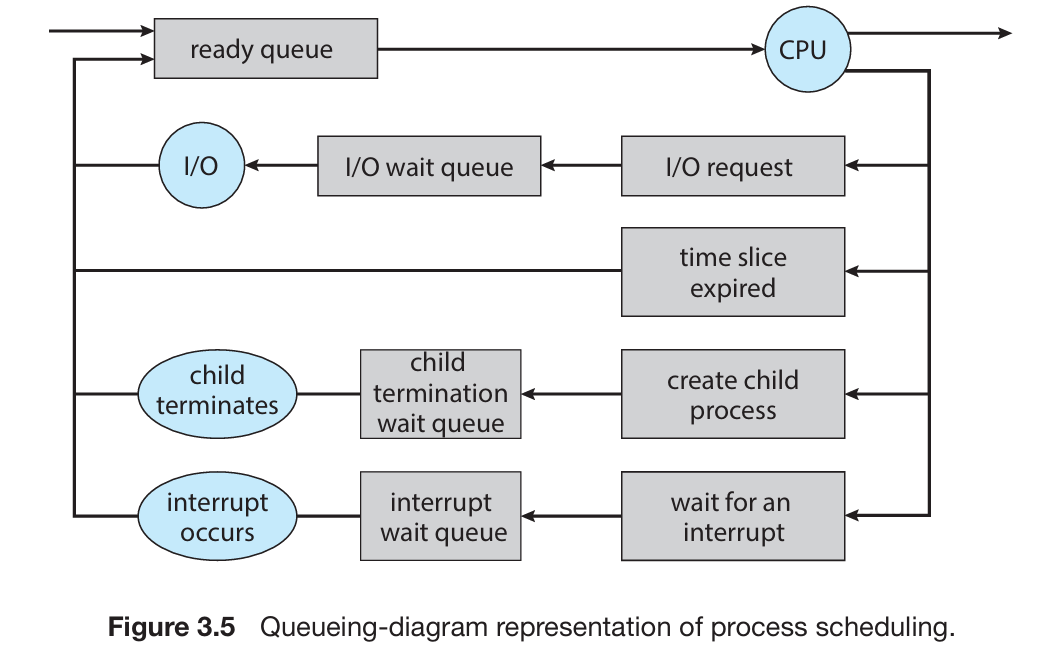 ready queue
CPU
I/O
I/O wait queue
I/O request
time slice
expired
child
terminates
child
termination
wait queue
create child
process
interrupt
occurs
interrupt
wait queue
wait for an
interrupt
Figure 3.5 Queueing-diagram representation of process scheduling.